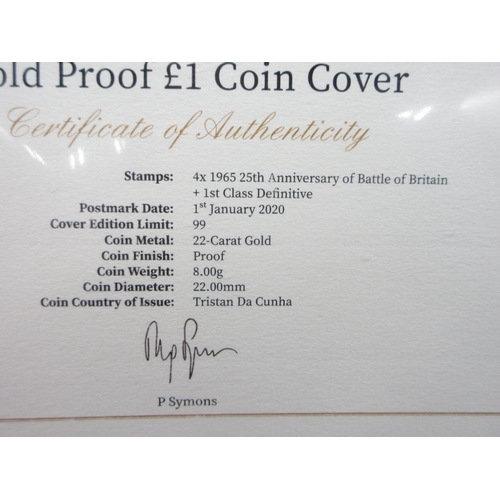 old Proof £1 Coin Cover
Certificate of Authenticity
Stamps: 4x 1965 25th Anniversary of Battle of Britain
+ 1st Class Definitive
Postmark Date: 1st January 2020
Cover Edition Limit: 99
Coin Metal: 22-Carat Gold
Coin Finish: Proof
Coin Weight: 8.00g
Coin Diameter: 22.00mm
Coin Country of Issue: Tristan Da Cunha
P Symons